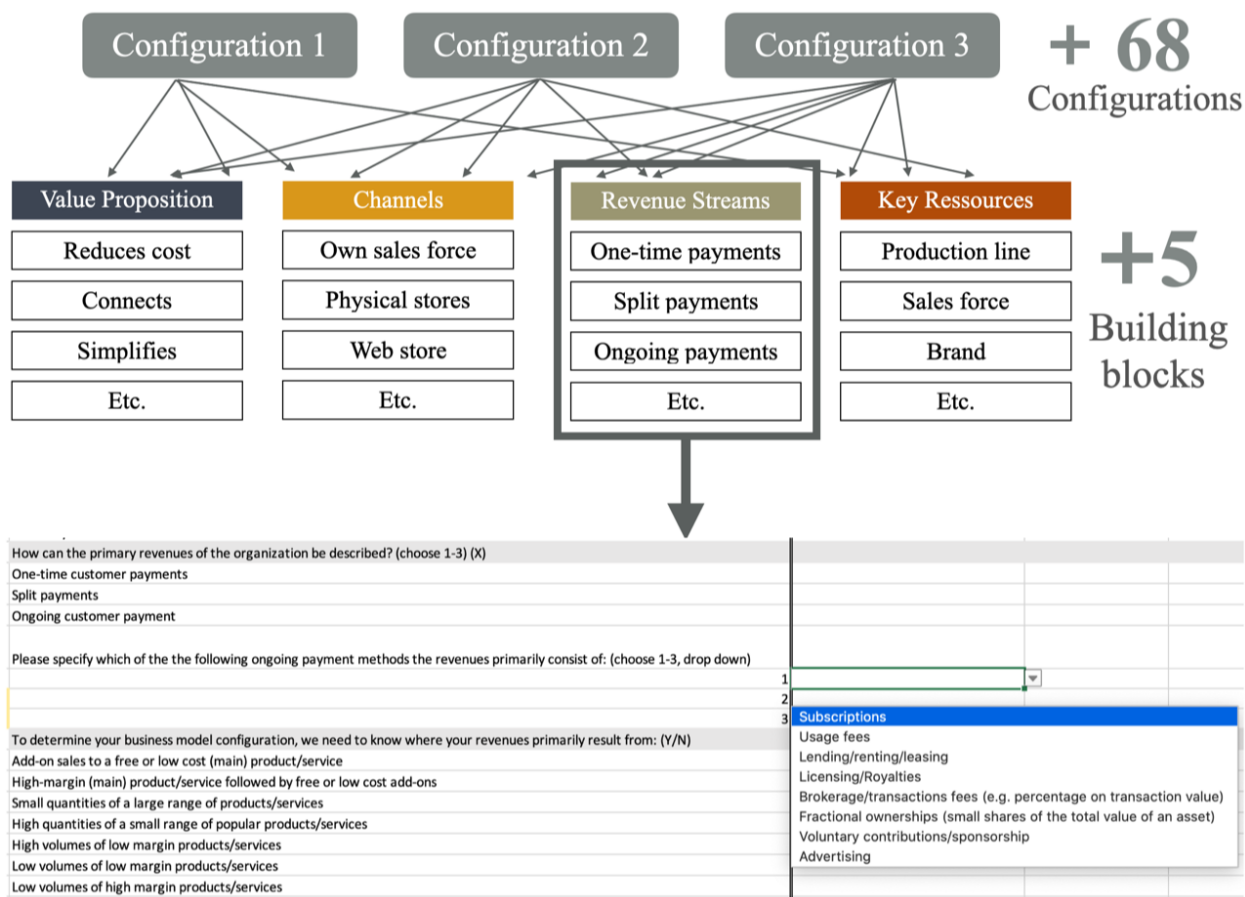 Configuration 1
Configuration 2
Configuration 3
+ 68
Configurations
Value Proposition
Reduces cost
Connects
Simplifies
Etc.
Channels
Own sales force
Physical stores
Web store
Etc.
Revenue Streams
One-time payments
Split payments
Ongoing payments
Etc.
Key Ressources
Production line
Sales force
Brand
Etc.
+5
Building
blocks
How can the primary revenues of the organization be described? (choose 1-3) (X)
One-time customer payments
Split payments
Ongoing customer payment
Please specify which of the the following ongoing payment methods the revenues primarily consist of: (choose 1-3, drop down)
1
2
3
Subscriptions
Usage fees
Lending/renting/leasing
Licensing/Royalties
Brokerage/transactions fees (e.g. percentage on transaction value)
Fractional ownerships (small shares of the total value of an asset)
Voluntary contributions/sponsorship
Advertising
To determine your business model configuration, we need to know where your revenues primarily result from: (Y/N)
Add-on sales to a free or low cost (main) product/service
High-margin (main) product/service followed by free or low cost add-ons
Small quantities of a large range of products/services
High quantities of a small range of popular products/services
High volumes of low margin products/services
Low volumes of low margin products/services
Low volumes of high margin products/services